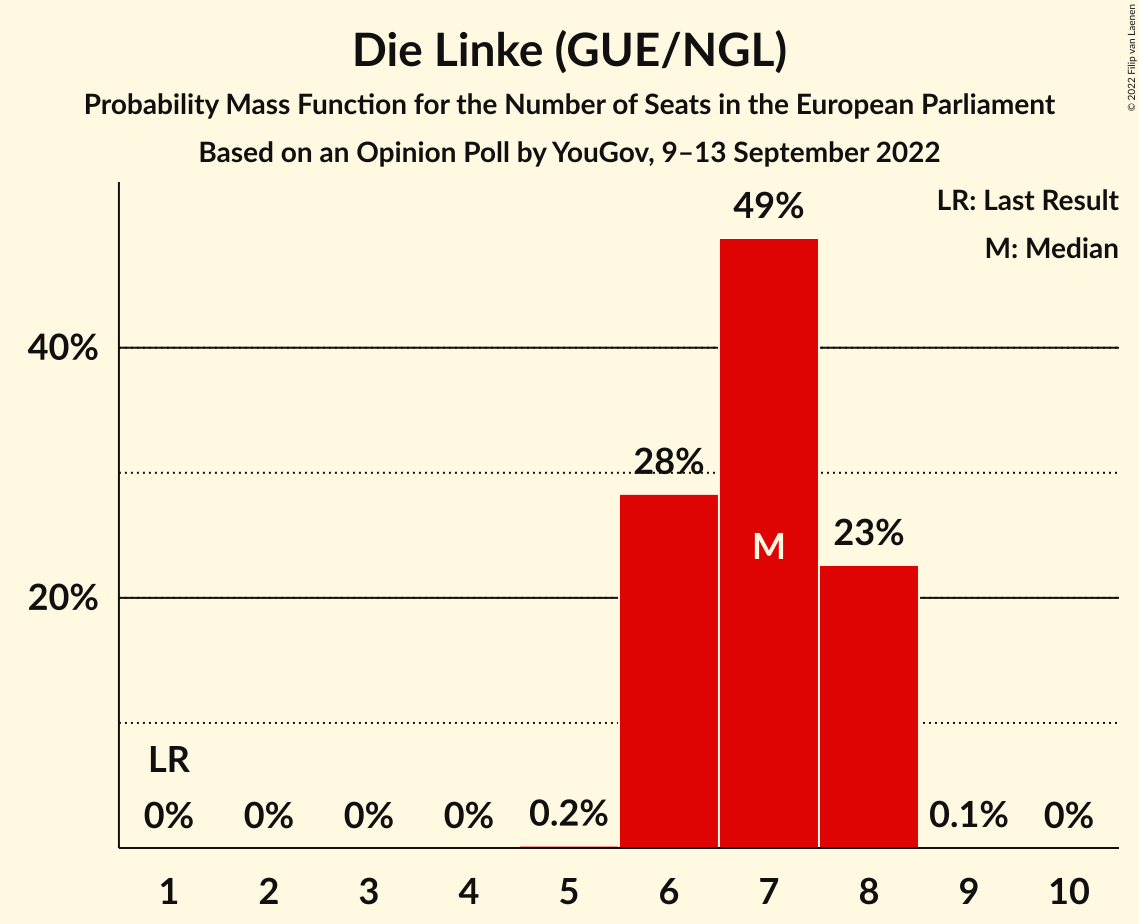 Die Linke (GUE/NGL)
Probability Mass Function for the Number of Seats in the European Parliament
Based on an Opinion Poll by YouGov, 9–13 September 2022
© 2022 Filip van Laenen
LR: Last Result
M: Median
49%
40%
28%
23%
M
20%
LR
0% 0% 0% 0% 0.2% 0.1% 0%
1 2 3 4 5 6 7 8 9 10